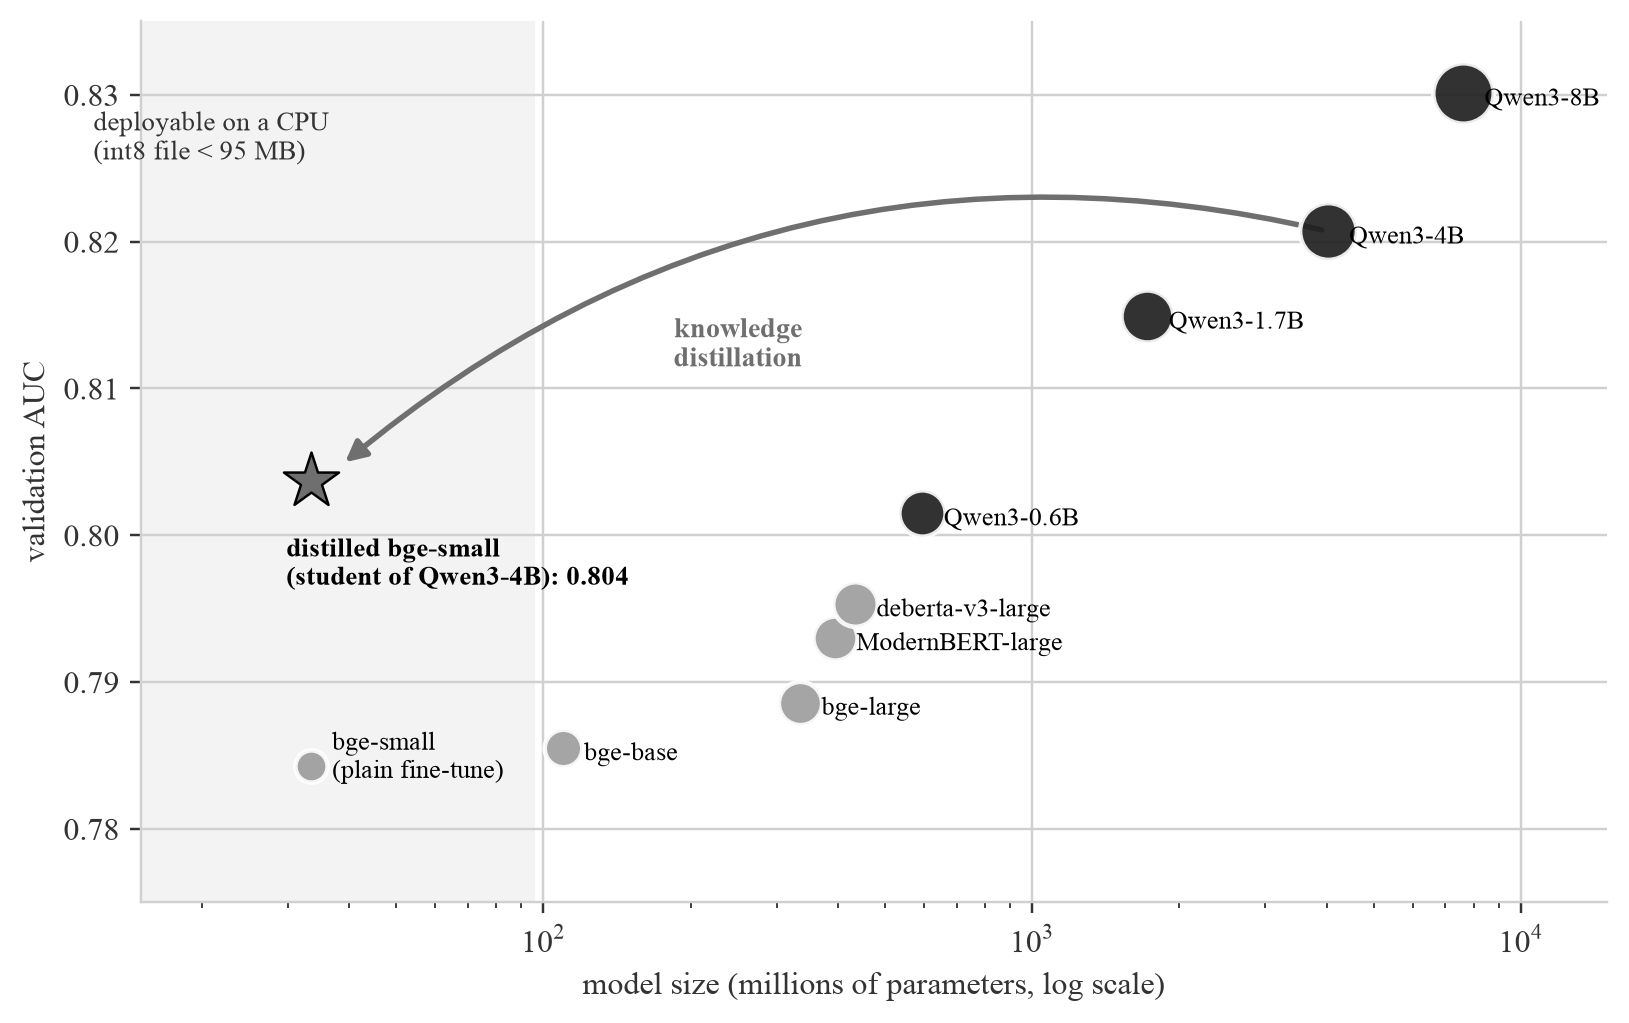 0.83
0.82
0.81
0.80
0.79
0.78
validation AUC
deployable on a CPU
(int8 file < 95 MB)
Qwen3-8B
Qwen3-4B
Qwen3-1.7B
knowledge
distillation
Qwen3-0.6B
distilled bge-small
(student of Qwen3-4B): 0.804
deberta-v3-large
ModernBERT-large
bge-large
bge-small
(plain fine-tune)
bge-base
10²
10³
10⁴
model size (millions of parameters, log scale)